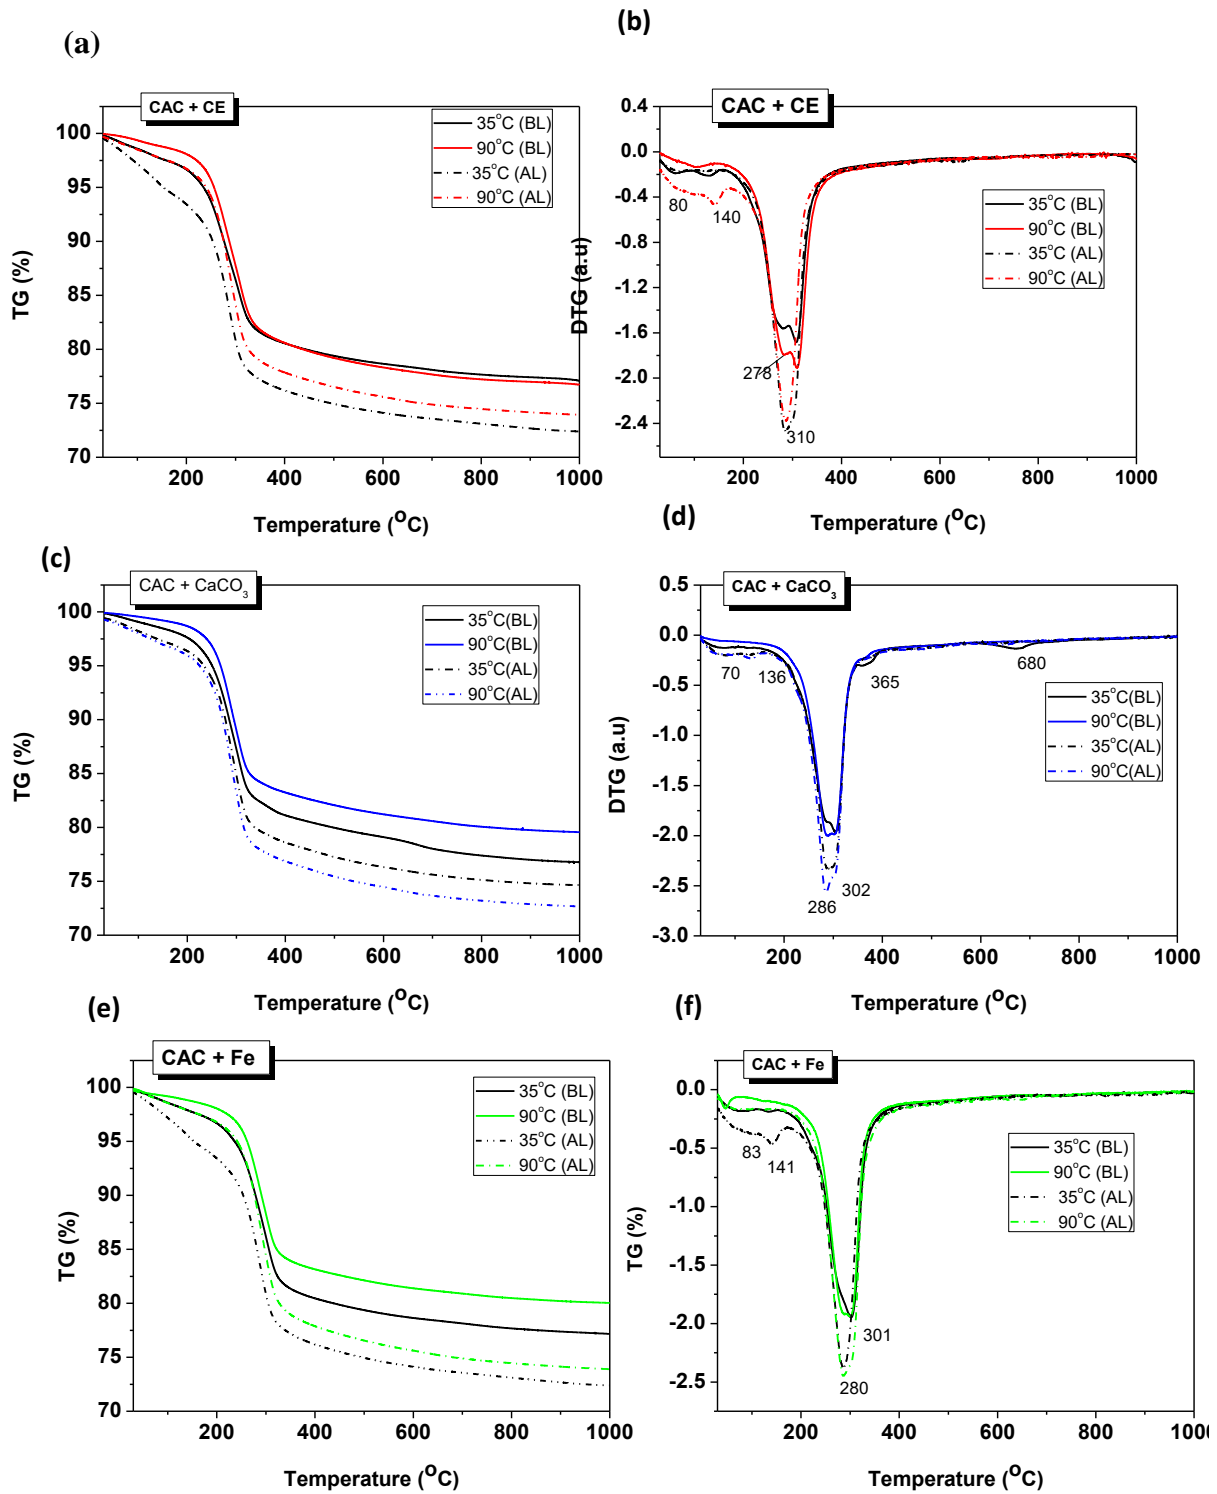 (a)
CAC + CE
35°C (BL)
90°C (BL)
35°C (AL)
90°C (AL)
100
95
90
85
80
75
70
TG (%)
200 400 600 800 1000
Temperature (°C)
(b)
CAC + CE
0.4
0.0
-0.4
-0.8
-1.2
-1.6
-2.0
-2.4
DTG (a.u)
80
140
278
310
35°C (BL)
90°C (BL)
35°C (AL)
90°C (AL)
200 400 600 800 1000
Temperature (°C)
(c)
CAC + CaCO₃
35°C(BL)
90°C(BL)
35°C(AL)
90°C(AL)
100
95
90
85
80
75
70
TG (%)
200 400 600 800 1000
Temperature (°C)
(d)
CAC + CaCO₃
0.5
0.0
-0.5
-1.0
-1.5
-2.0
-2.5
-3.0
DTG (a.u)
70
136
365
680
302
286
35°C(BL)
90°C(BL)
35°C(AL)
90°C(AL)
200 400 600 800 1000
Temperature (°C)
(e)
CAC + Fe
35°C (BL)
90°C (BL)
35°C (AL)
90°C (AL)
100
95
90
85
80
75
70
TG (%)
200 400 600 800 1000
Temperature (°C)
(f)
CAC + Fe
0.0
-0.5
-1.0
-1.5
-2.0
-2.5
TG (%)
83
141
301
280
35°C (BL)
90°C (BL)
35°C (AL)
90°C (AL)
200 400 600 800 1000
Temperature (°C)